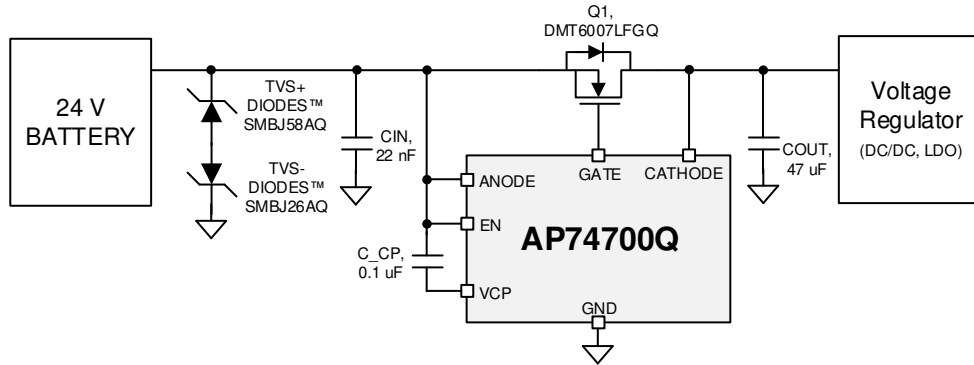 24 V
BATTERY
TVS+
DIODES™
SMBJ58AQ
TVS-
DIODES™
SMBJ26AQ
CIN,
22 nF
Q1,
DMT6007LFGQ
COUT,
47 uF
Voltage
Regulator
(DC/DC, LDO)
ANODE
GATE
CATHODE
EN
AP74700Q
C_CP,
0.1 uF
VCP
GND